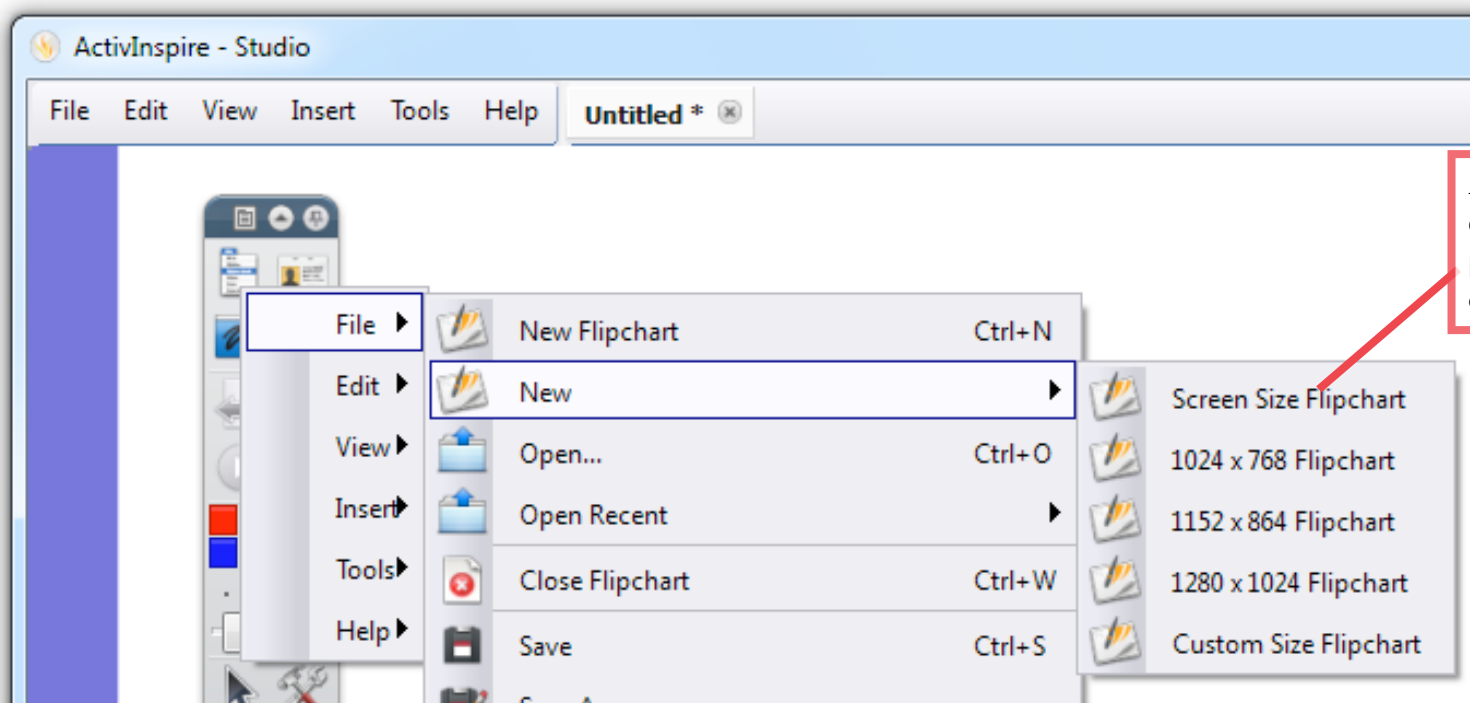 ActivInspire - Studio
File Edit View Insert Tools Help Untitled *
File
Edit
View
Insert
Tools
Help
New Flipchart Ctrl+N
New
Open... Ctrl+O
Open Recent
Close Flipchart Ctrl+W
Save Ctrl+S
Screen Size Flipchart
1024 x 768 Flipchart
1152 x 864 Flipchart
1280 x 1024 Flipchart
Custom Size Flipchart